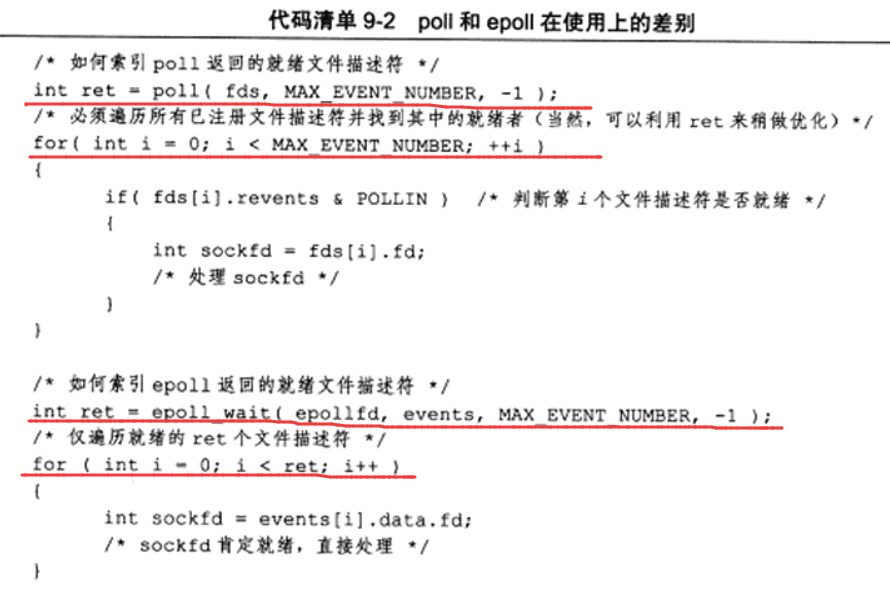 代码清单 9-2 poll 和 epoll 在使用上的差别
/* 如何索引 poll 返回的就绪文件描述符 */
int ret = poll( fds, MAX_EVENT_NUMBER, -1 );
/* 必须遍历所有已注册文件描述符并找到其中的就绪者（当然，可以利用 ret 来稍做优化）*/
for( int i = 0; i < MAX_EVENT_NUMBER; ++i )
{
if( fds[i].revents & POLLIN ) /* 判断第 i 个文件描述符是否就绪 */
{
int sockfd = fds[i].fd;
/* 处理 sockfd */
}
}
/* 如何索引 epoll 返回的就绪文件描述符 */
int ret = epoll_wait( epollfd, events, MAX_EVENT_NUMBER, -1 );
/* 仅遍历就绪的 ret 个文件描述符 */
for ( int i = 0; i < ret; i++ )
{
int sockfd = events[i].data.fd;
/* sockfd 肯定就绪，直接处理 */
}